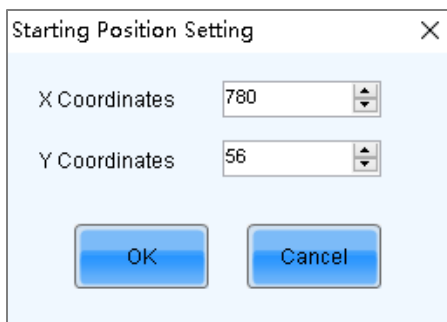 Starting Position Setting
X Coordinates 780
Y Coordinates 56
OK Cancel